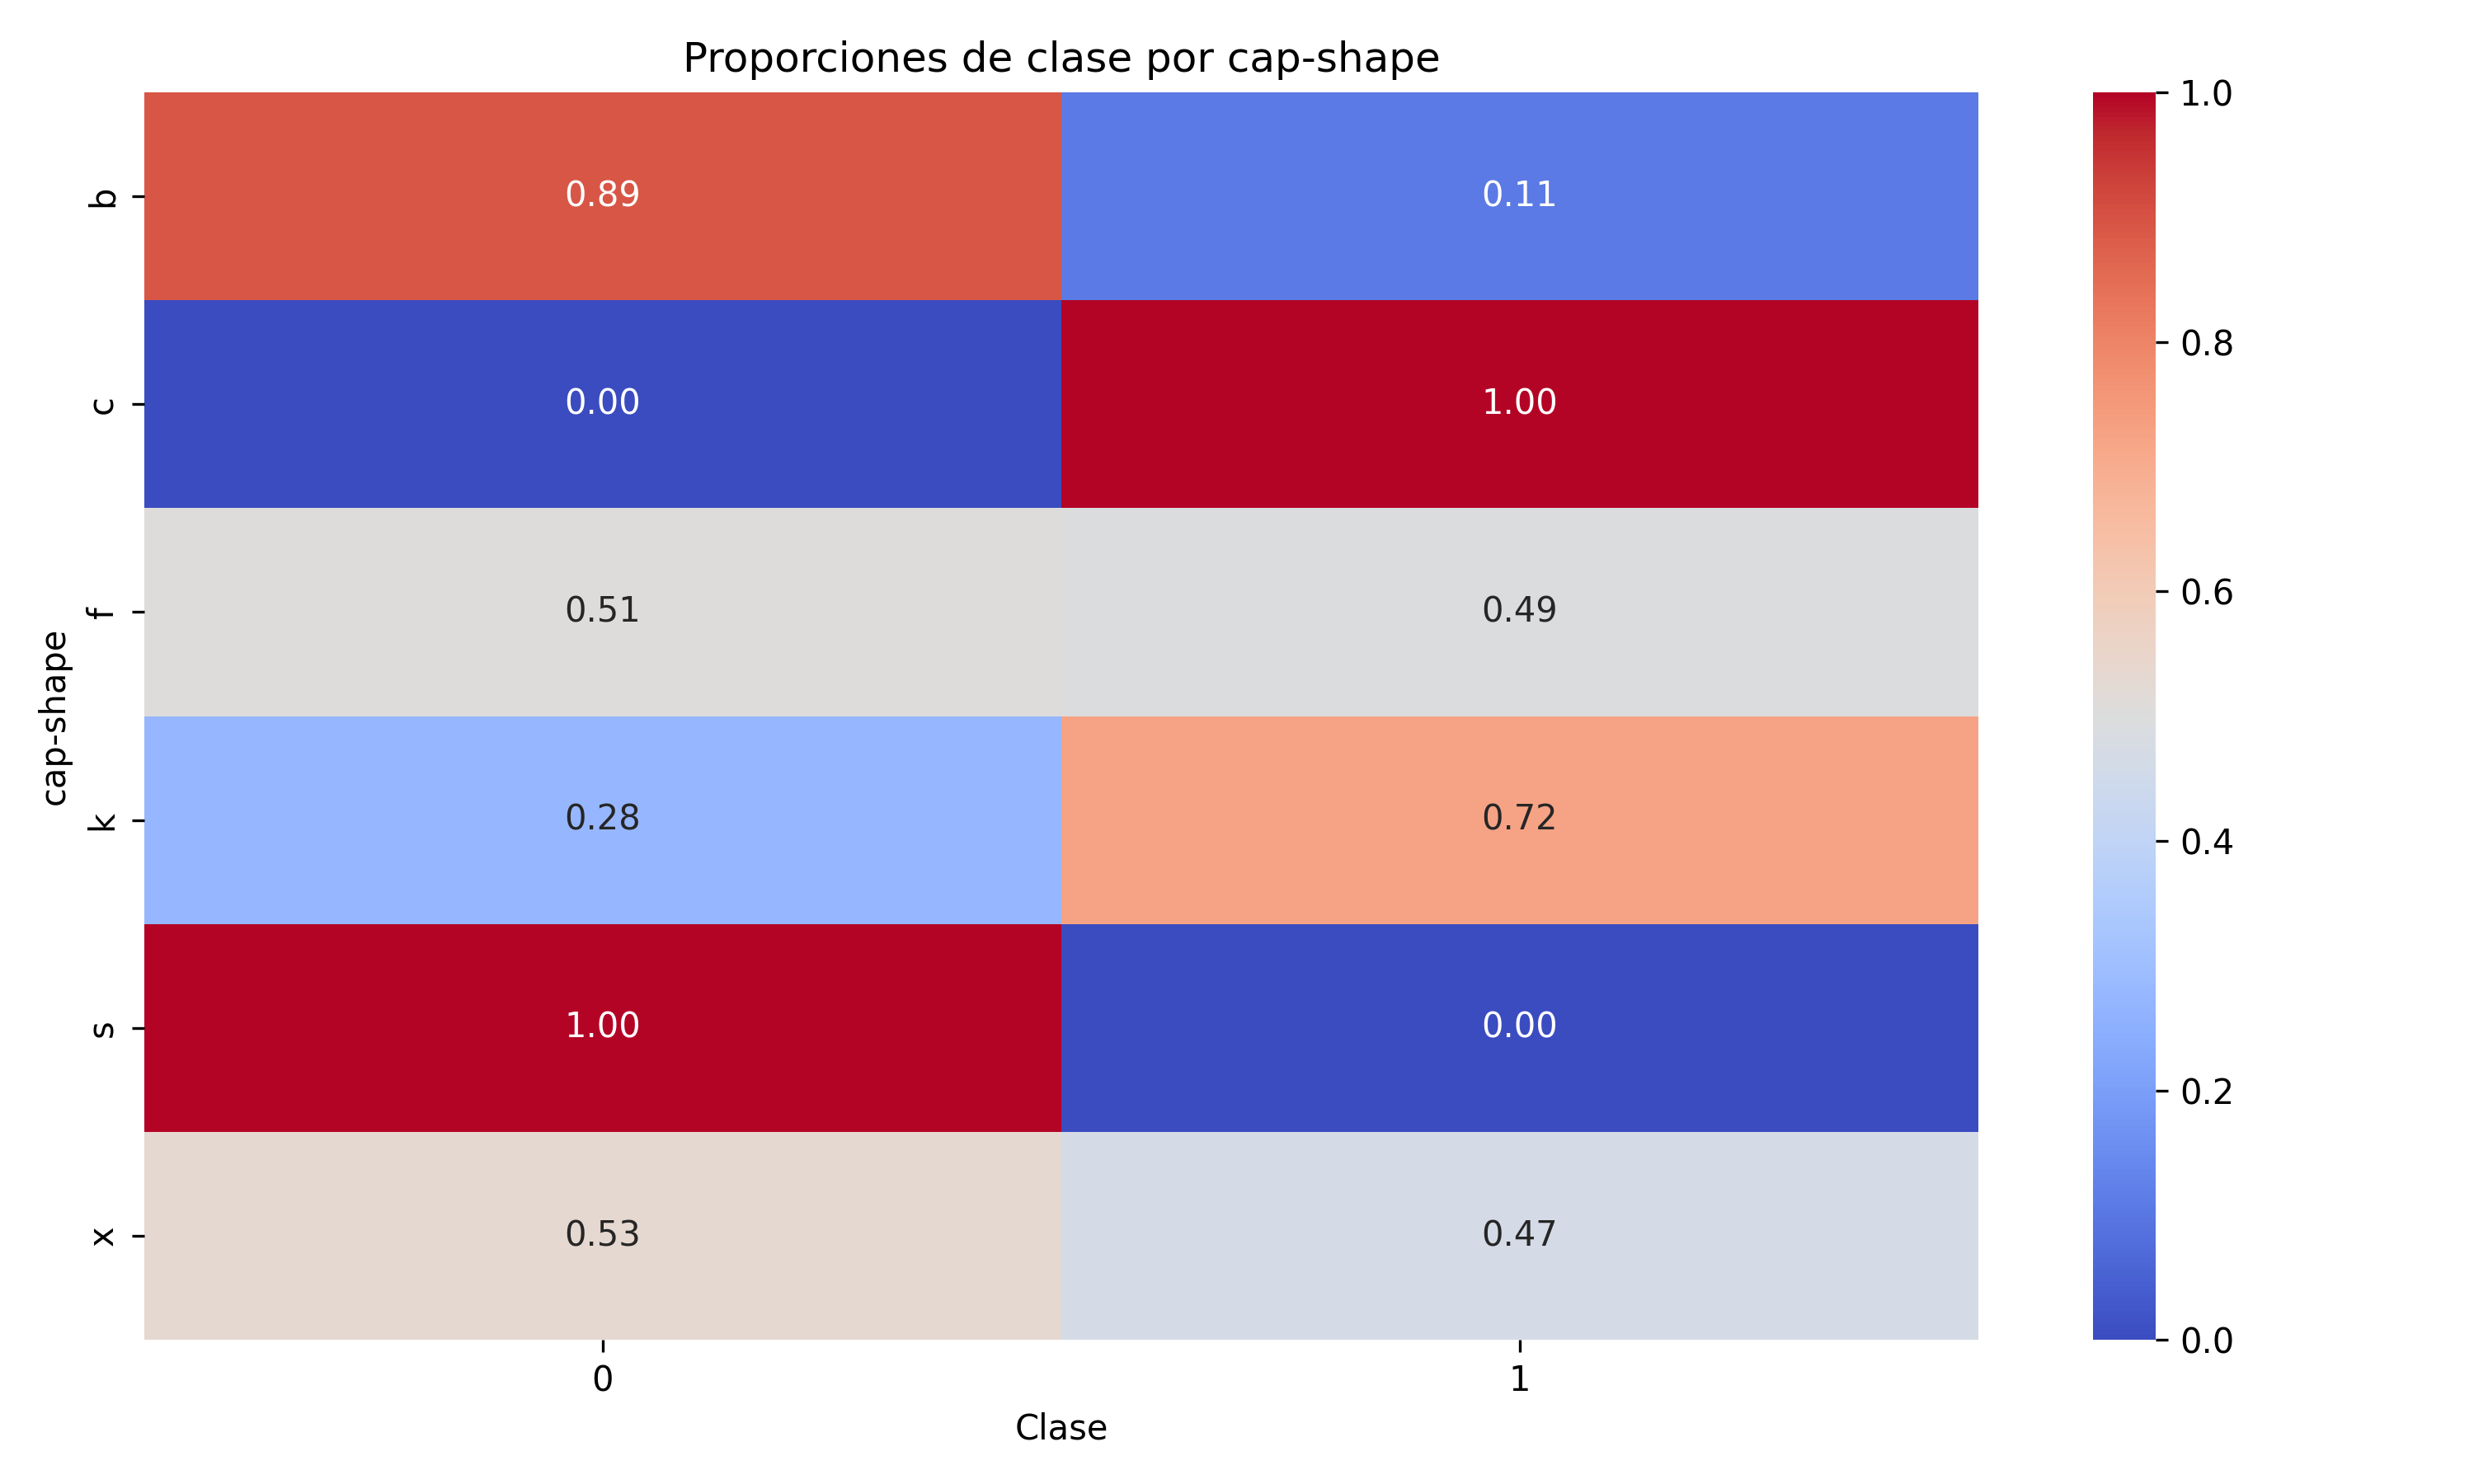 Proporciones de clase por cap-shape
b 0.89 0.11
c 0.00 1.00
f 0.51 0.49
k 0.28 0.72
s 1.00 0.00
x 0.53 0.47
cap-shape
0 1
Clase
1.0
0.8
0.6
0.4
0.2
0.0